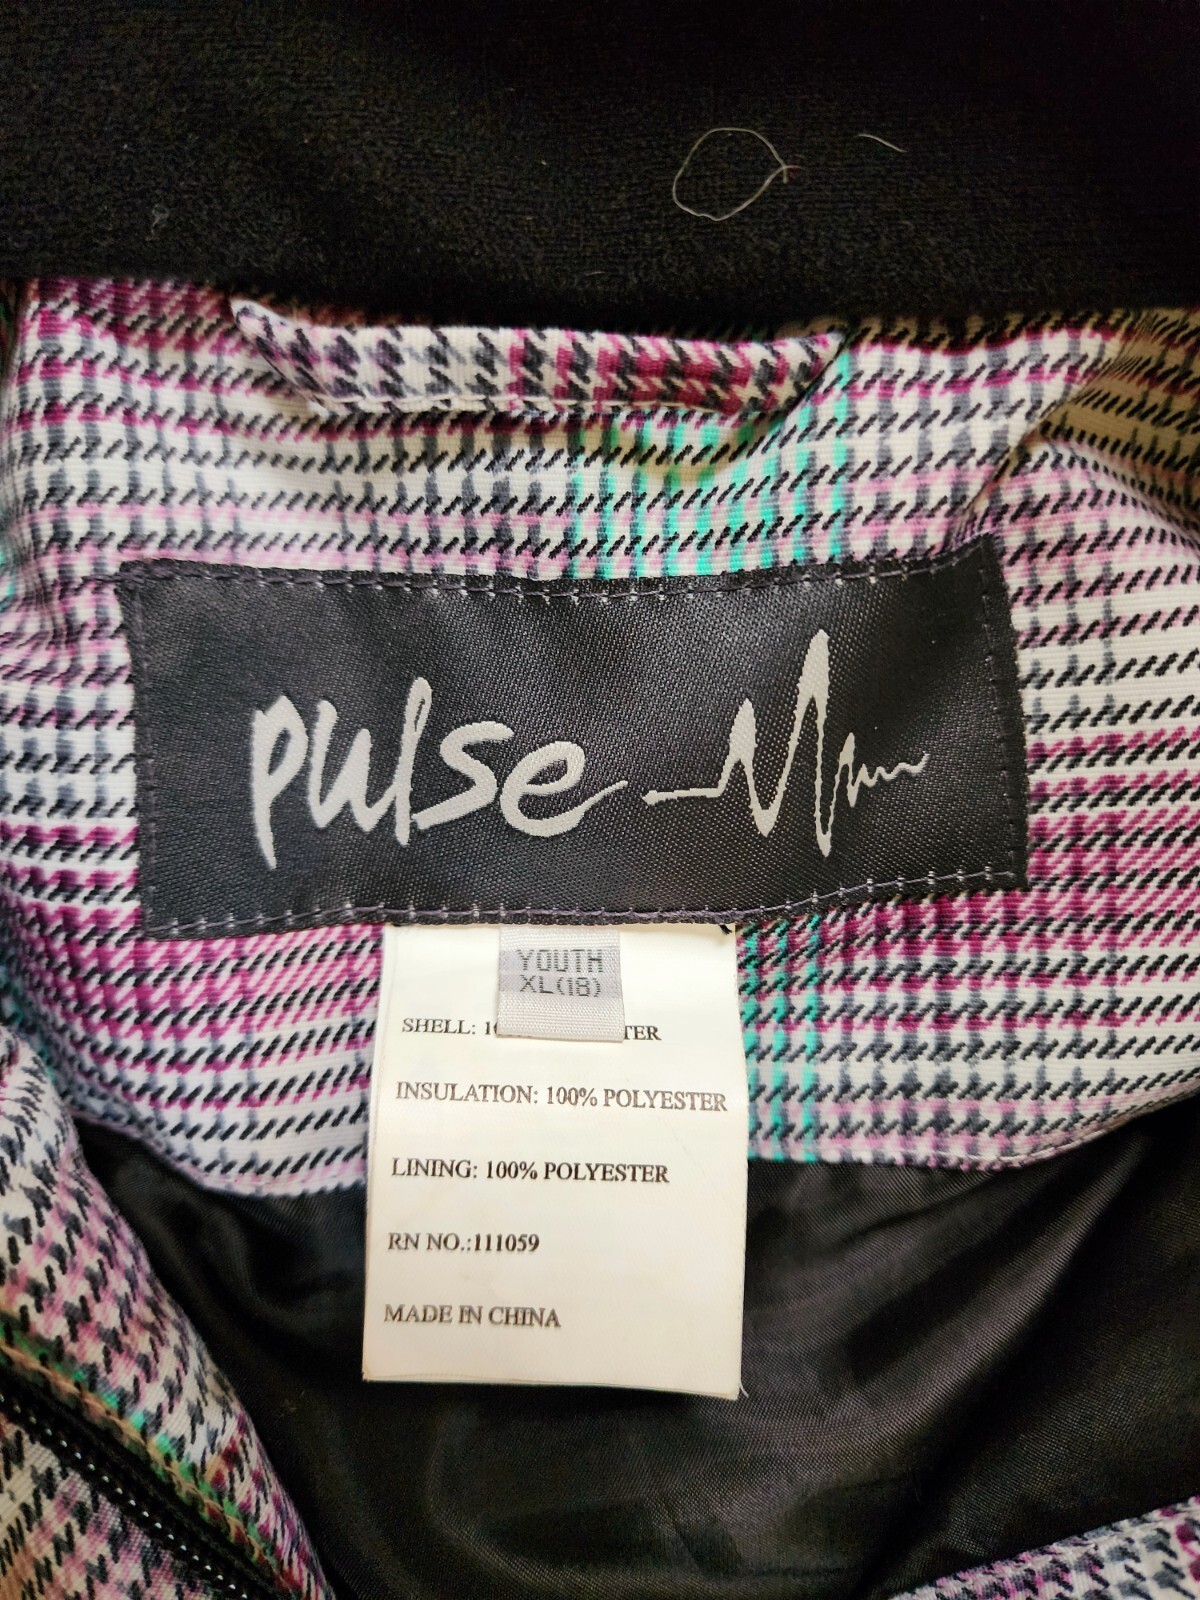 pulse
YOUTH
XL(18)
SHELL:
INSULATION: 100% POLYESTER
LINING: 100% POLYESTER
RN NO.:111059
MADE IN CHINA